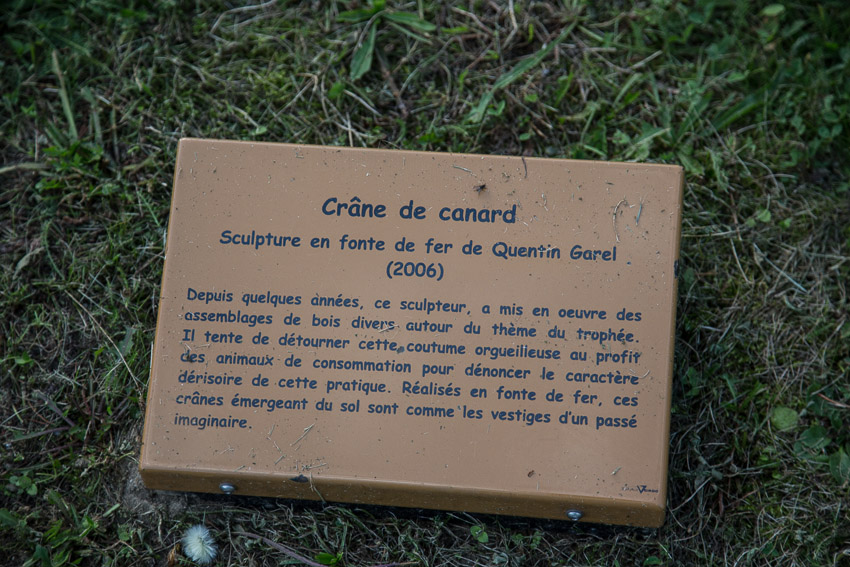 Crâne de canard
Sculpture en fonte de fer de Quentin Garel
(2006)
Depuis quelques années, ce sculpteur, a mis en oeuvre des
assemblages de bois divers autour du thème du trophée.
Il tente de détourner cette coutume orgueilieuse au profit
des animaux de consommation pour dénoncer le caractère
dérisoire de cette pratique. Réalisés en fonte de fer, ces
crânes émergeant du sol sont comme les vestiges d'un passé
imaginaire.